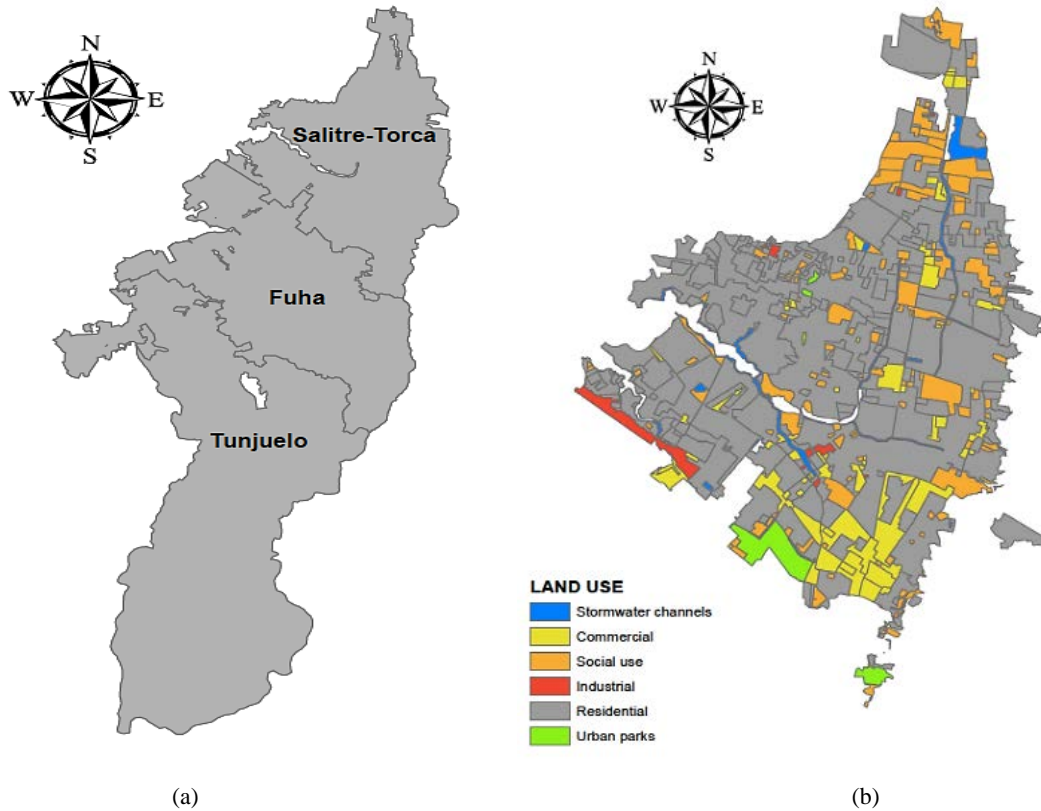 N
W E
S
Salitre-Torca
Fuha
Tunjuelo
(a)
N
W E
S
LAND USE
Stormwater channels
Commercial
Social use
Industrial
Residential
Urban parks
(b)